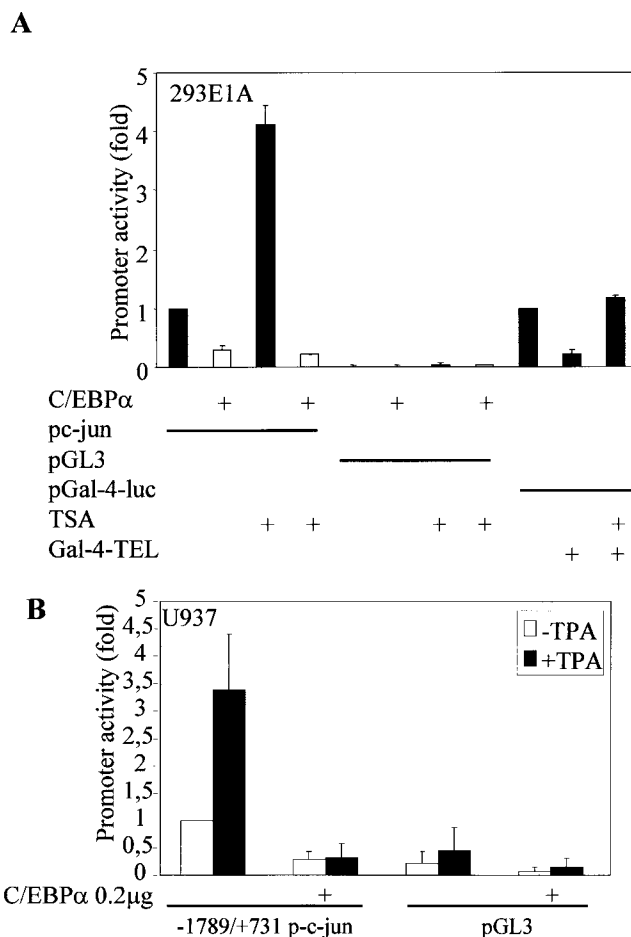 A
293E1A
Promoter activity (fold)
5
4
3
2
1
0
C/EBPα + + + +
pc-jun
pGL3
pGal-4-luc
TSA + + + + +
Gal-4-TEL + +
B
U937
Promoter activity (fold)
5
4,5
4
3,5
3
2,5
2
1,5
1
0,5
0
-TPA
+TPA
C/EBPα 0.2µg + +
-1789/+731 p-c-jun pGL3